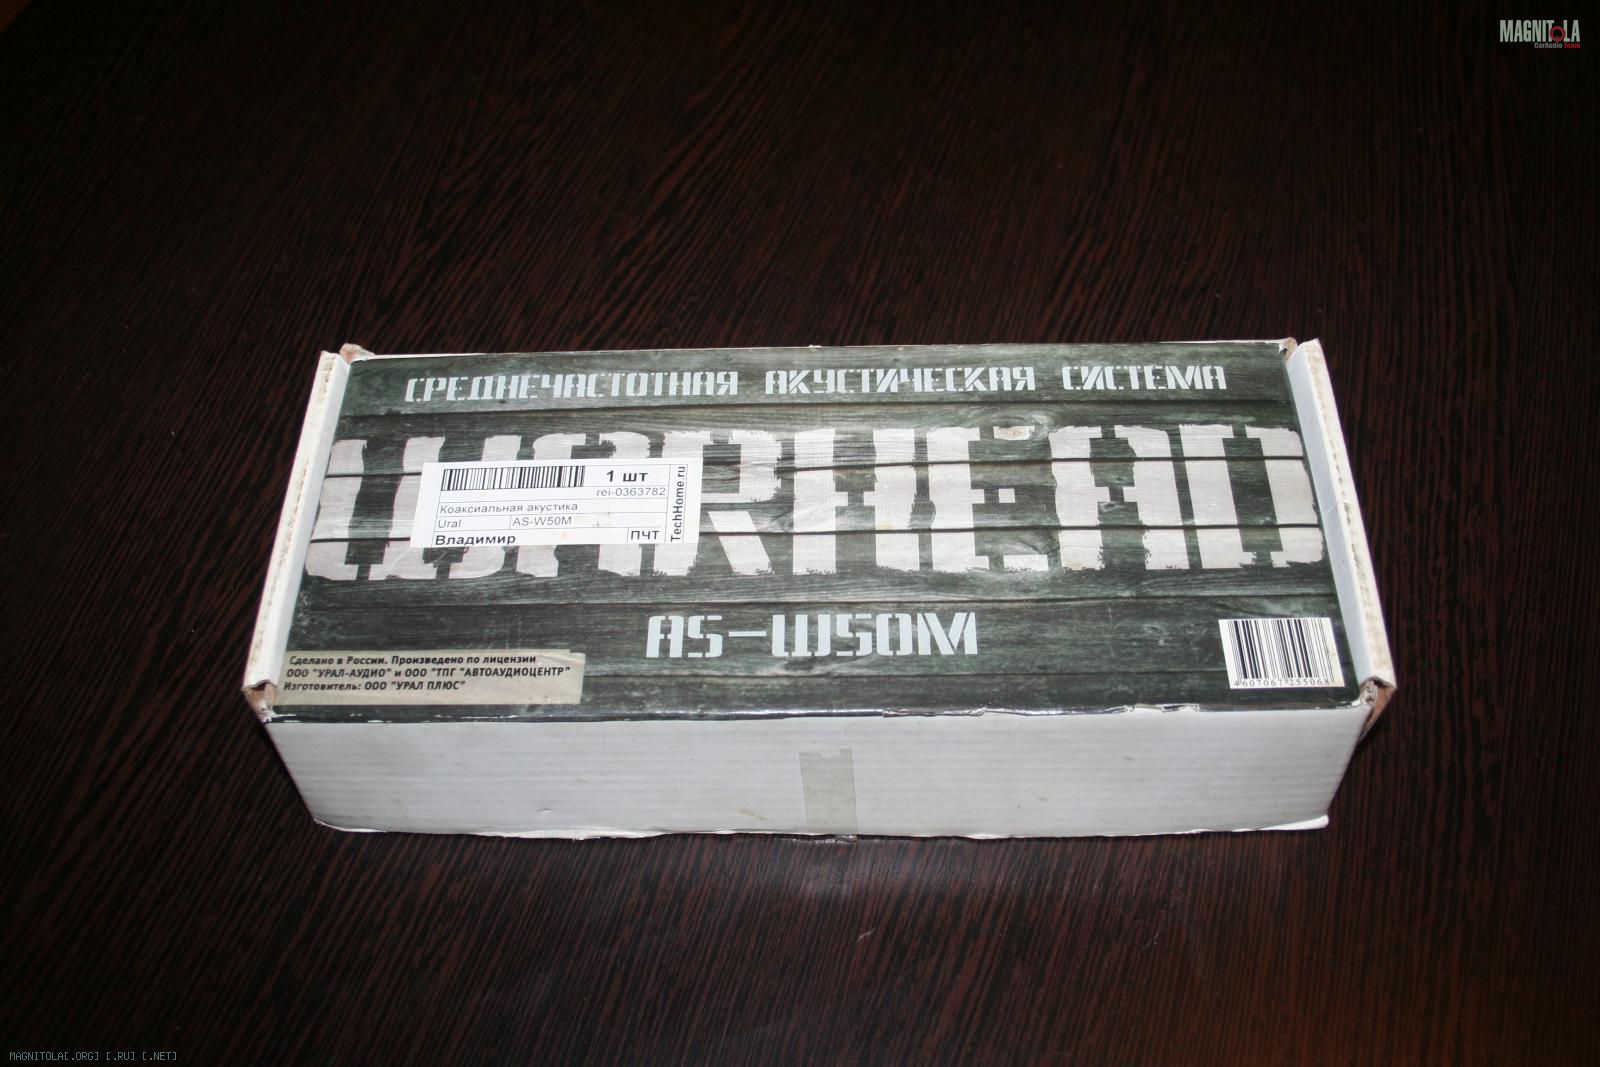 MAGNITOLA
CarAudio Team
СРЕДНЕЧАСТОТНАЯ АКУСТИЧЕСКАЯ СИСТЕМА
WARHEAD
1 шт
rei-0363782
Коаксиальная акустика
Ural AS-W50M
Владимир ПЧТ
TechHome.ru
AS-W50M
Сделано в России. Произведено по лицензии
ООО "УРАЛ-АУДИО" и ООО "ТПГ "АВТОАУДИОЦЕНТР"
Изготовитель: ООО "УРАЛ ПЛЮС"
4607067255068
MAGNITOLA[.ORG] [.RU] [.NET]